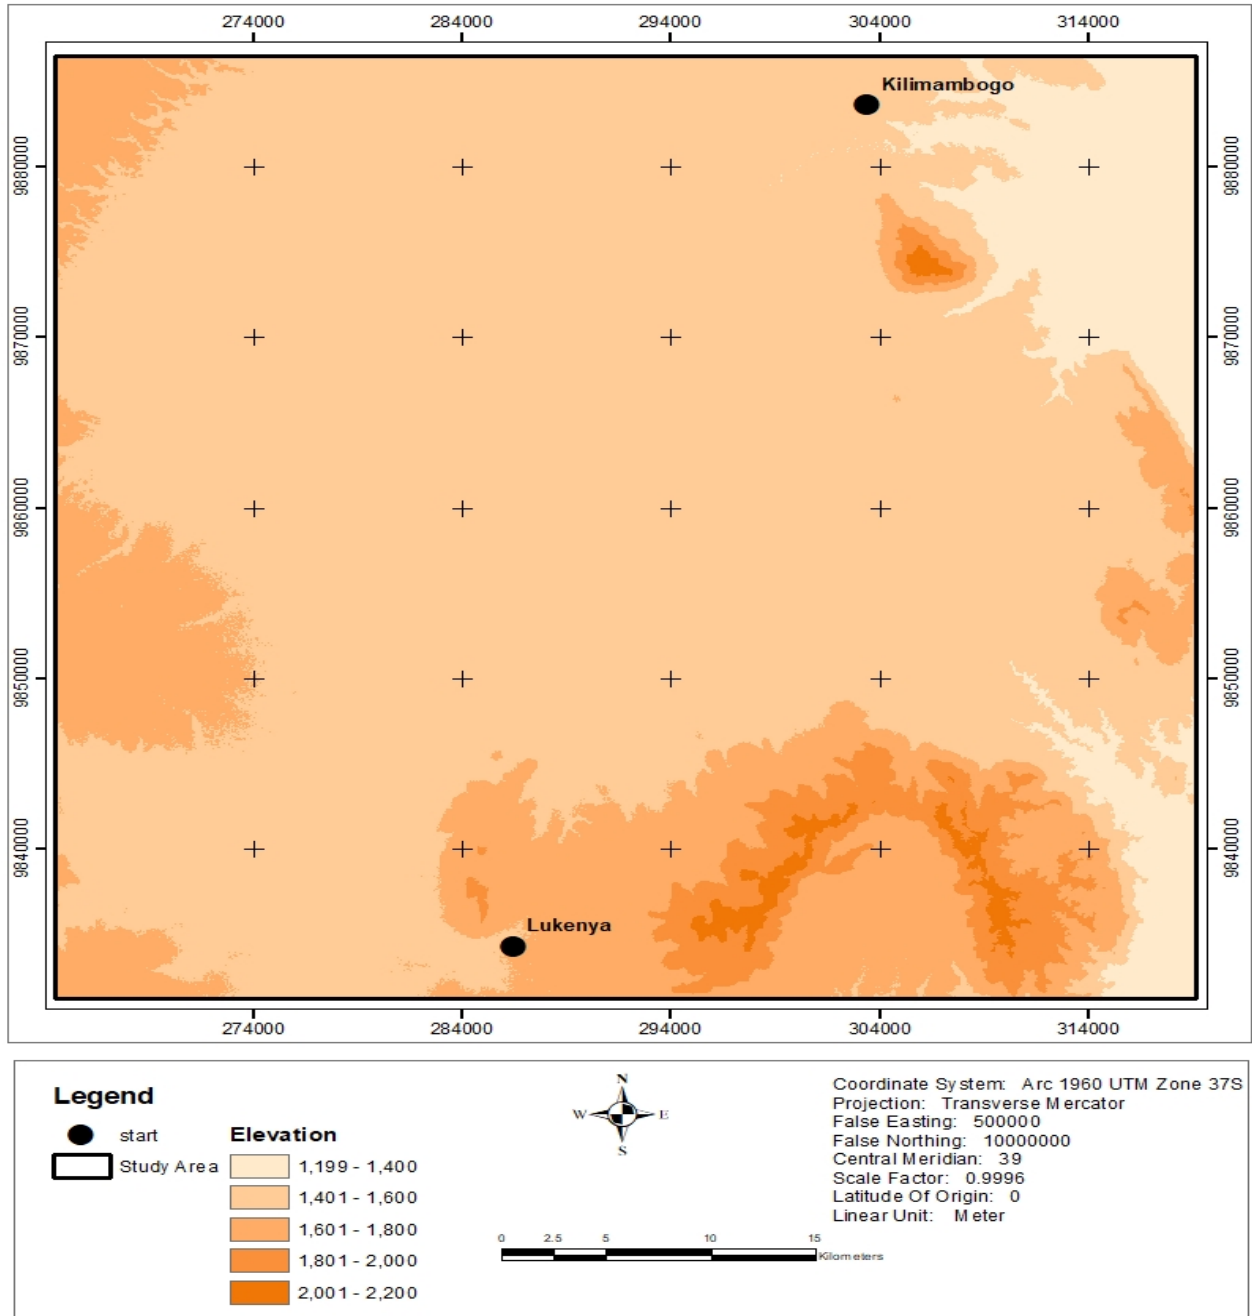 274000 284000 294000 304000 314000
Kilimambogo
9880000 9880000
9870000 9870000
9860000 9860000
9850000 9850000
9840000 9840000
Lukenya
274000 284000 294000 304000 314000
Legend
start
Study Area
Elevation
1,199 - 1,400
1,401 - 1,600
1,601 - 1,800
1,801 - 2,000
2,001 - 2,200
N
W E
S
0 2.5 5 10 15
Kilometers
Coordinate System: Arc 1960 UTM Zone 37S
Projection: Transverse Mercator
False Easting: 500000
False Northing: 10000000
Central Meridian: 39
Scale Factor: 0.9996
Latitude Of Origin: 0
Linear Unit: Meter